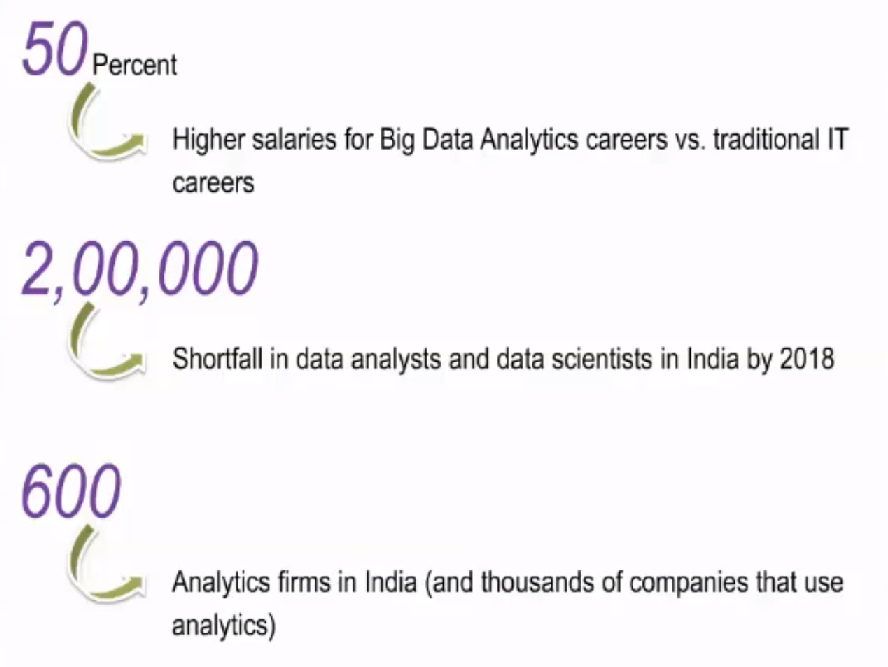 50 Percent
Higher salaries for Big Data Analytics careers vs. traditional IT
careers
2,00,000
Shortfall in data analysts and data scientists in India by 2018
600
Analytics firms in India (and thousands of companies that use
analytics)